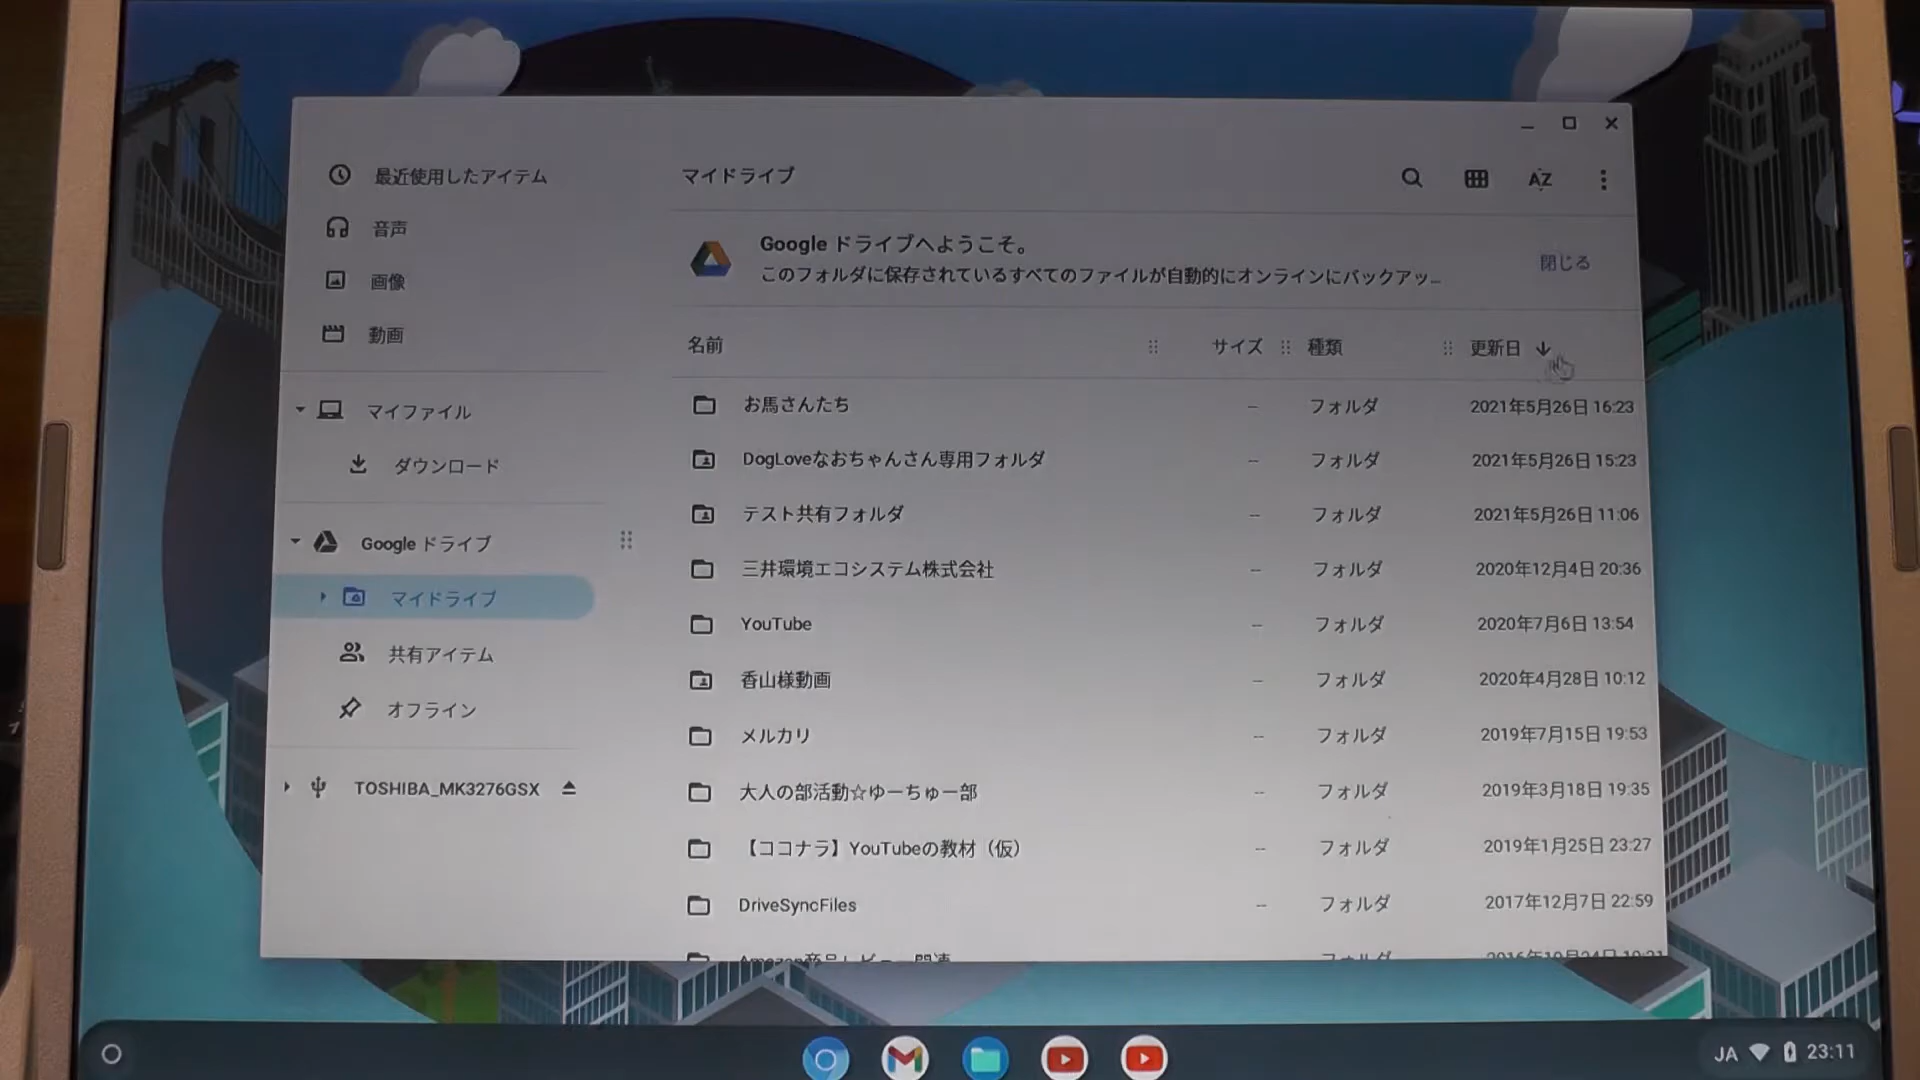 最近使用したアイテム
音声
画像
動画
マイファイル
ダウンロード
Google ドライブ
マイドライブ
共有アイテム
オフライン
TOSHIBA_MK3276GSX
マイドライブ
AZ
Google ドライブへようこそ。
このフォルダに保存されているすべてのファイルが自動的にオンラインにバックアッ...
閉じる
名前 サイズ 種類 更新日
お馬さんたち -- フォルダ 2021年5月26日 16:23
DogLoveなおちゃんさん専用フォルダ -- フォルダ 2021年5月26日 15:23
テスト共有フォルダ -- フォルダ 2021年5月26日 11:06
三井環境エコシステム株式会社 -- フォルダ 2020年12月4日 20:36
YouTube -- フォルダ 2020年7月6日 13:54
香山様動画 -- フォルダ 2020年4月28日 10:12
メルカリ -- フォルダ 2019年7月15日 19:53
大人の部活動☆ゆーちゅー部 -- フォルダ 2019年3月18日 19:35
【ココナラ】YouTubeの教材（仮） -- フォルダ 2019年1月25日 23:27
DriveSyncFiles -- フォルダ 2017年12月7日 22:59
Amazon商品レビュー 関連 フォルダ
JA 23:11